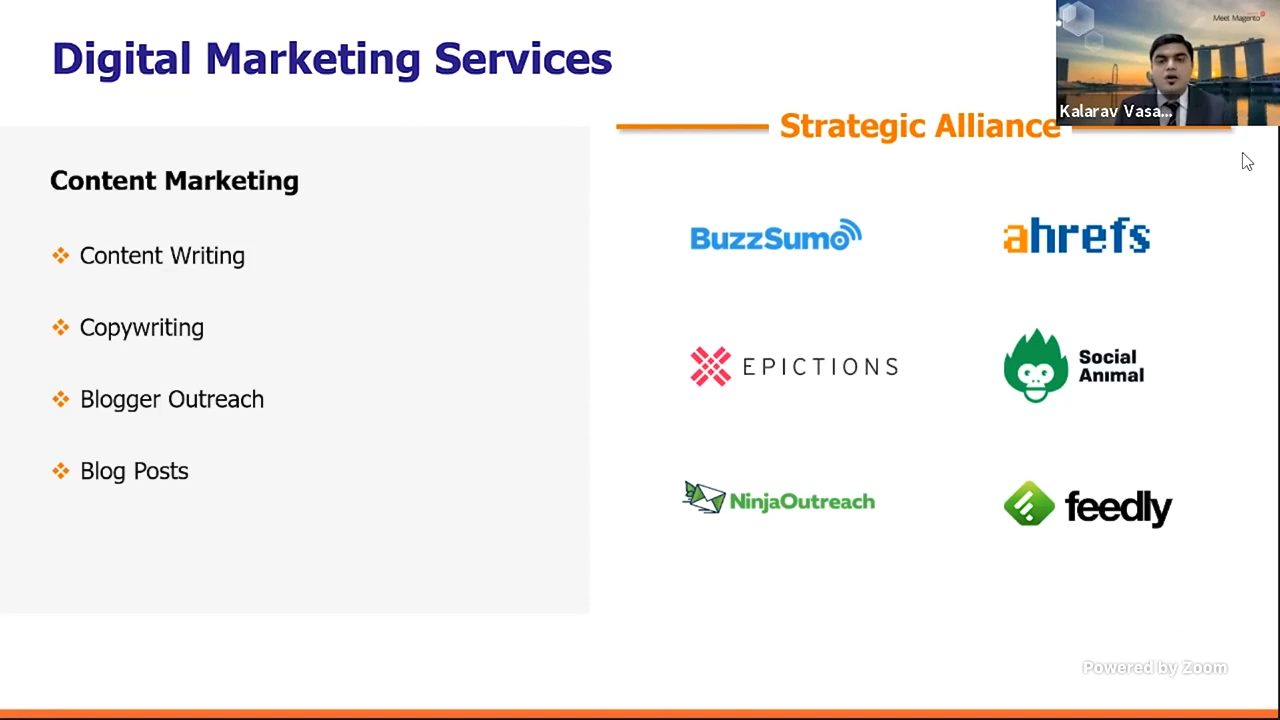 Digital Marketing Services
Meet Magento
Kalarav Vasa...
Strategic Alliance
Content Marketing
Content Writing
Copywriting
Blogger Outreach
Blog Posts
BuzzSumo
ahrefs
EPICTIONS
Social
Animal
NinjaOutreach
feedly
Powered by Zoom